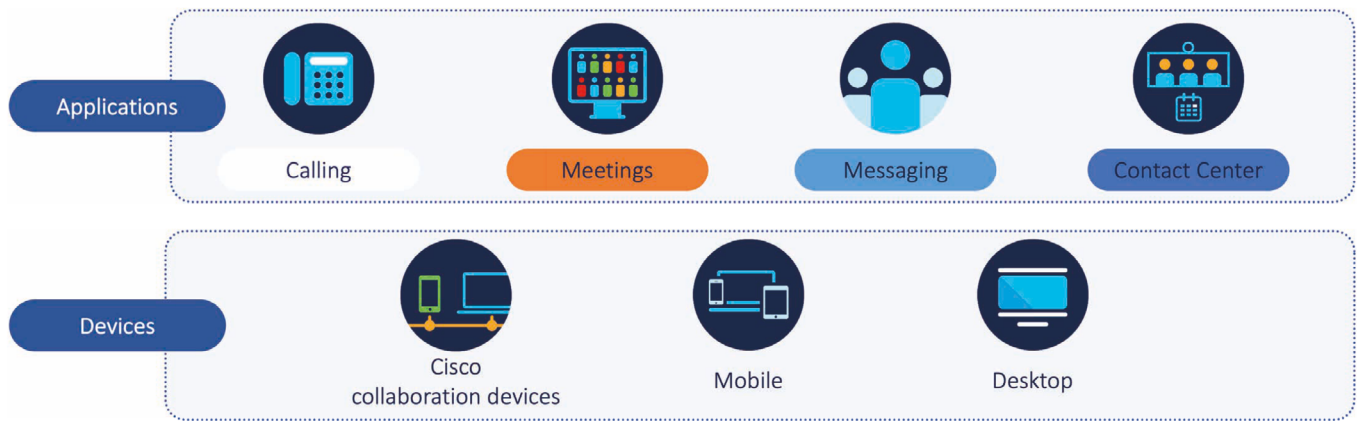 Applications
Calling
Meetings
Messaging
Contact Center
Devices
Cisco
collaboration devices
Mobile
Desktop